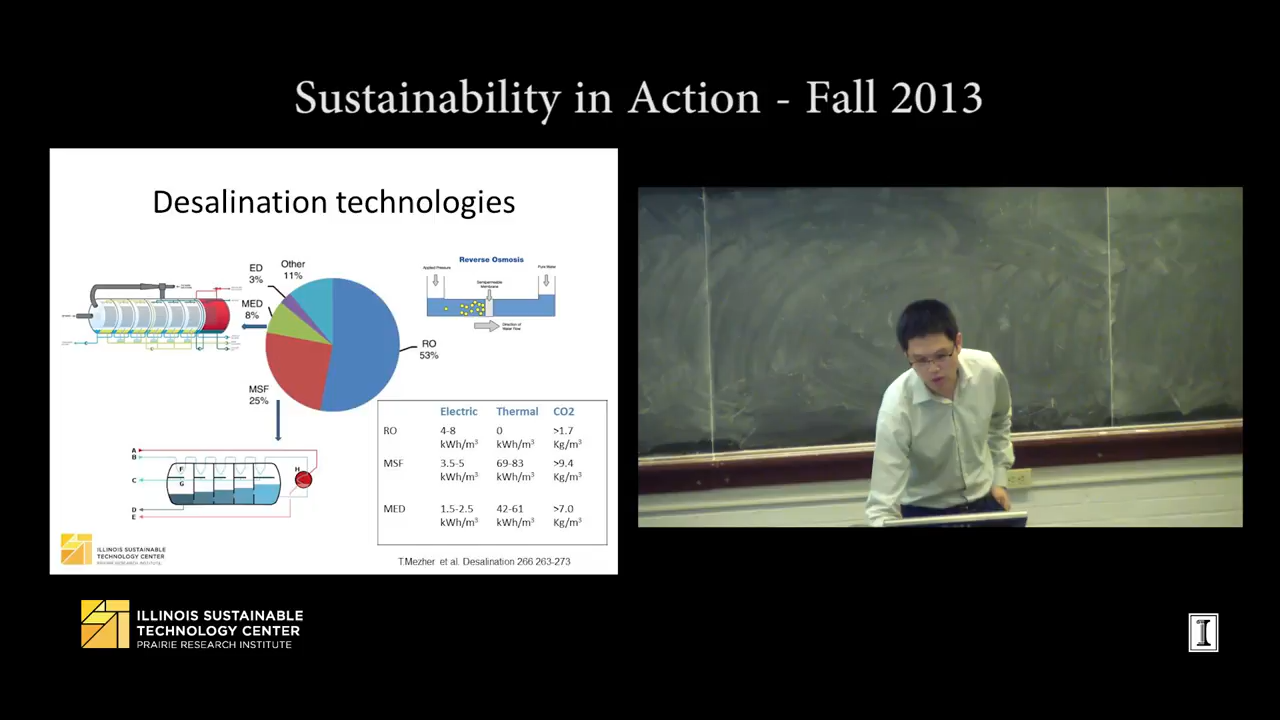 Sustainability in Action - Fall 2013
Desalination technologies
ED
3%
Other
11%
MED
8%
RO
53%
MSF
25%
Reverse Osmosis
Applied Pressure
Pure Water
Semipermeable
Membrane
Direction of
Water Flow
A
B
C
D
E
F
G
H
Electric Thermal CO2
RO 4-8 0 >1.7
kWh/m³ kWh/m³ Kg/m³
MSF 3.5-5 69-83 >9.4
kWh/m³ kWh/m³ Kg/m³
MED 1.5-2.5 42-61 >7.0
kWh/m³ kWh/m³ Kg/m³
T.Mezher et al. Desalination 266 263-273
ILLINOIS SUSTAINABLE
TECHNOLOGY CENTER
PRAIRIE RESEARCH INSTITUTE
ILLINOIS SUSTAINABLE
TECHNOLOGY CENTER
PRAIRIE RESEARCH INSTITUTE
I